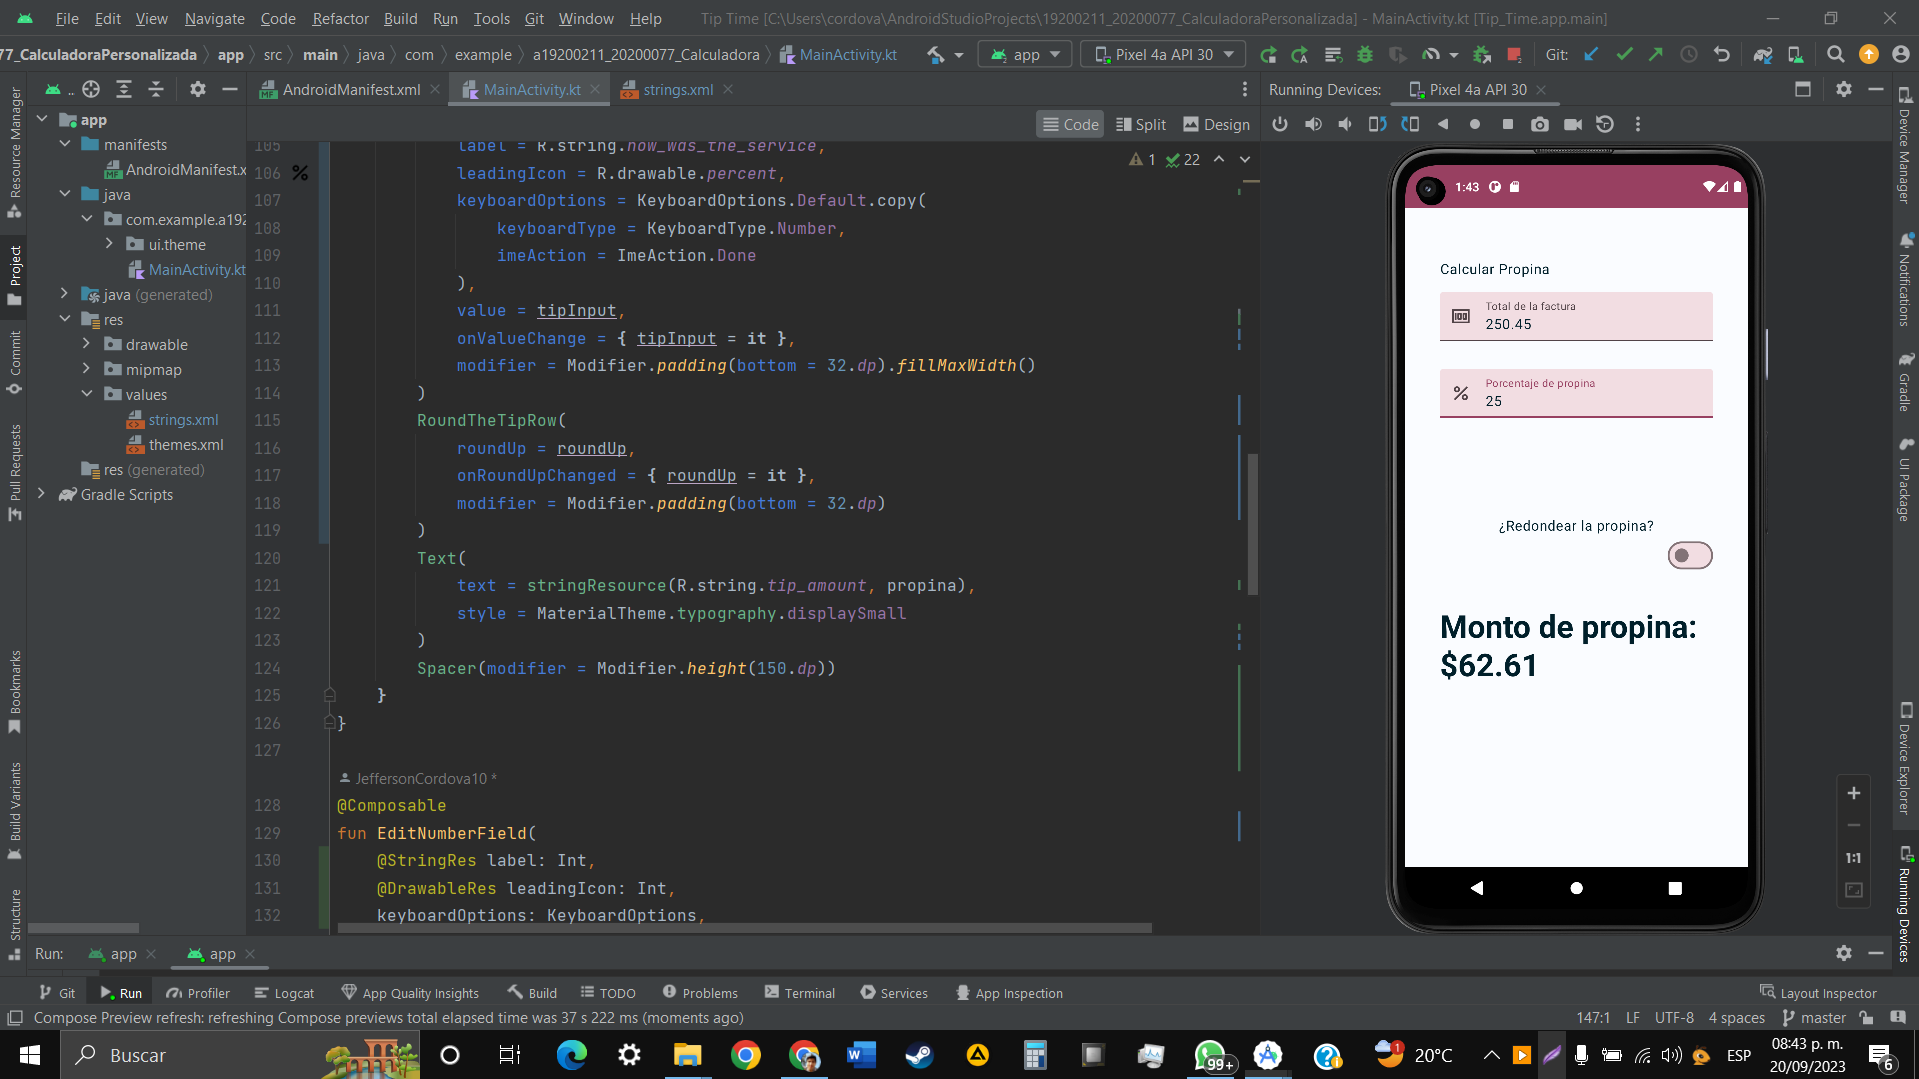 File Edit View Navigate Code Refactor Build Run Tools Git Window Help Tip Time [C:\Users\cordova\AndroidStudioProjects\19200211_20200077_CalculadoraPersonalizada] - MainActivity.kt [Tip_Time.app.main]
77_CalculadoraPersonalizada app src main java com example a19200211_20200077_Calculadora MainActivity.kt app Pixel 4a API 30 Git:
.. AndroidManifest.xml MainActivity.kt strings.xml Running Devices: Pixel 4a API 30
Code Split Design
Resource Manager
Project
Commit
Pull Requests
Bookmarks
Build Variants
Structure
app
manifests
AndroidManifest.x
java
com.example.a192
ui.theme
MainActivity.kt
java (generated)
res
drawable
mipmap
values
strings.xml
themes.xml
res (generated)
Gradle Scripts
1 22
105 label = R.string.how_was_the_service,
106 leadingIcon = R.drawable.percent,
107 keyboardOptions = KeyboardOptions.Default.copy(
108 keyboardType = KeyboardType.Number,
109 imeAction = ImeAction.Done
110 ),
111 value = tipInput,
112 onValueChange = { tipInput = it },
113 modifier = Modifier.padding(bottom = 32.dp).fillMaxWidth()
114 )
115 RoundTheTipRow(
116 roundUp = roundUp,
117 onRoundUpChanged = { roundUp = it },
118 modifier = Modifier.padding(bottom = 32.dp)
119 )
120 Text(
121 text = stringResource(R.string.tip_amount, propina),
122 style = MaterialTheme.typography.displaySmall
123 )
124 Spacer(modifier = Modifier.height(150.dp))
125 }
126 }
127
JeffersonCordova10 *
128 @Composable
129 fun EditNumberField(
130 @StringRes label: Int,
131 @DrawableRes leadingIcon: Int,
132 keyboardOptions: KeyboardOptions,
1:43
Calcular Propina
Total de la factura
250.45
Porcentaje de propina
25
¿Redondear la propina?
Monto de propina:
$62.61
1:1
Device Manager
Notifications
Gradle
UI Package
Device Explorer
Running Devices
Run: app app
Git Run Profiler Logcat App Quality Insights Build TODO Problems Terminal Services App Inspection Layout Inspector
Compose Preview refresh: refreshing Compose previews total elapsed time was 37 s 222 ms (moments ago) 147:1 LF UTF-8 4 spaces master
Buscar 99+ 1 20°C ESP 08:43 p. m.
20/09/2023 6